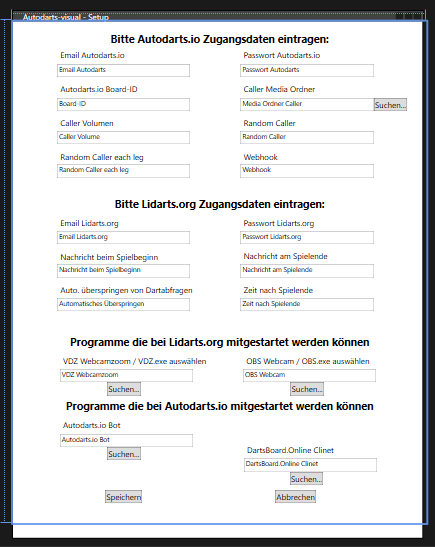 Autodarts-visual - Setup
Bitte Autodarts.io Zugangsdaten eintragen:
Email Autodarts.io Passwort Autodarts.io
Email Autodarts Passwort Autodarts
Autodarts.io Board-ID Caller Media Ordner
Board-ID Media Ordner Caller Suchen...
Caller Volumen Random Caller
Caller Volume Random Caller
Random Caller each leg Webhook
Random Caller each leg Webhook
Bitte Lidarts.org Zugangsdaten eintragen:
Email Lidarts.org Passwort Lidarts.org
Email Lidarts.org Passwort Lidarts.org
Nachricht beim Spielbeginn Nachricht am Spielende
Nachricht beim Spielbeginn Nachricht am Spielende
Auto. überspringen von Dartabfragen Zeit nach Spielende
Automatisches Überspringen Zeit nach Spielende
Programme die bei Lidarts.org mitgestartet werden können
VDZ Webcamzoom / VDZ.exe auswählen OBS Webcam / OBS.exe auswählen
VDZ Webcamzoom OBS Webcam
Suchen... Suchen...
Programme die bei Autodarts.io mitgestartet werden können
Autodarts.io Bot
Autodarts.io Bot
Suchen...
DartsBoard.Online Clinet
DartsBoard.Online Clinet
Suchen...
Speichern Abbrechen